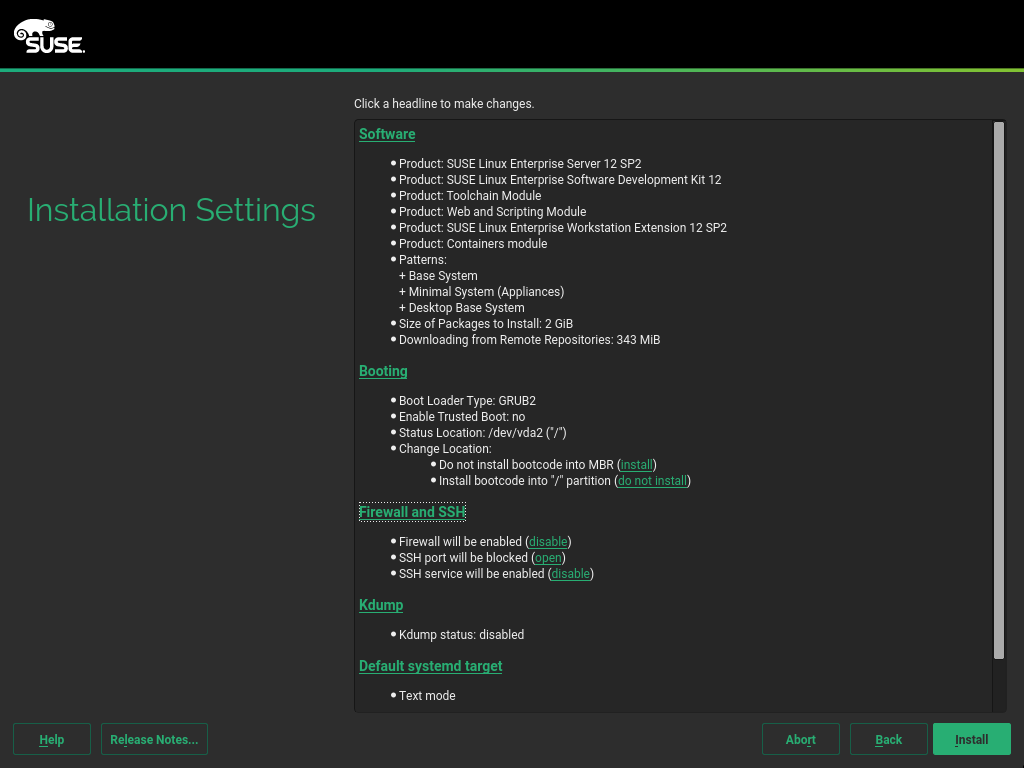 SUSE.
Click a headline to make changes.
Installation Settings
Software
Product: SUSE Linux Enterprise Server 12 SP2
Product: SUSE Linux Enterprise Software Development Kit 12
Product: Toolchain Module
Product: Web and Scripting Module
Product: SUSE Linux Enterprise Workstation Extension 12 SP2
Product: Containers module
Patterns:
+ Base System
+ Minimal System (Appliances)
+ Desktop Base System
Size of Packages to Install: 2 GiB
Downloading from Remote Repositories: 343 MiB
Booting
Boot Loader Type: GRUB2
Enable Trusted Boot: no
Status Location: /dev/vda2 ("/")
Change Location:
Do not install bootcode into MBR (install)
Install bootcode into "/" partition (do not install)
Firewall and SSH
Firewall will be enabled (disable)
SSH port will be blocked (open)
SSH service will be enabled (disable)
Kdump
Kdump status: disabled
Default systemd target
Text mode
Help
Release Notes...
Abort
Back
Install